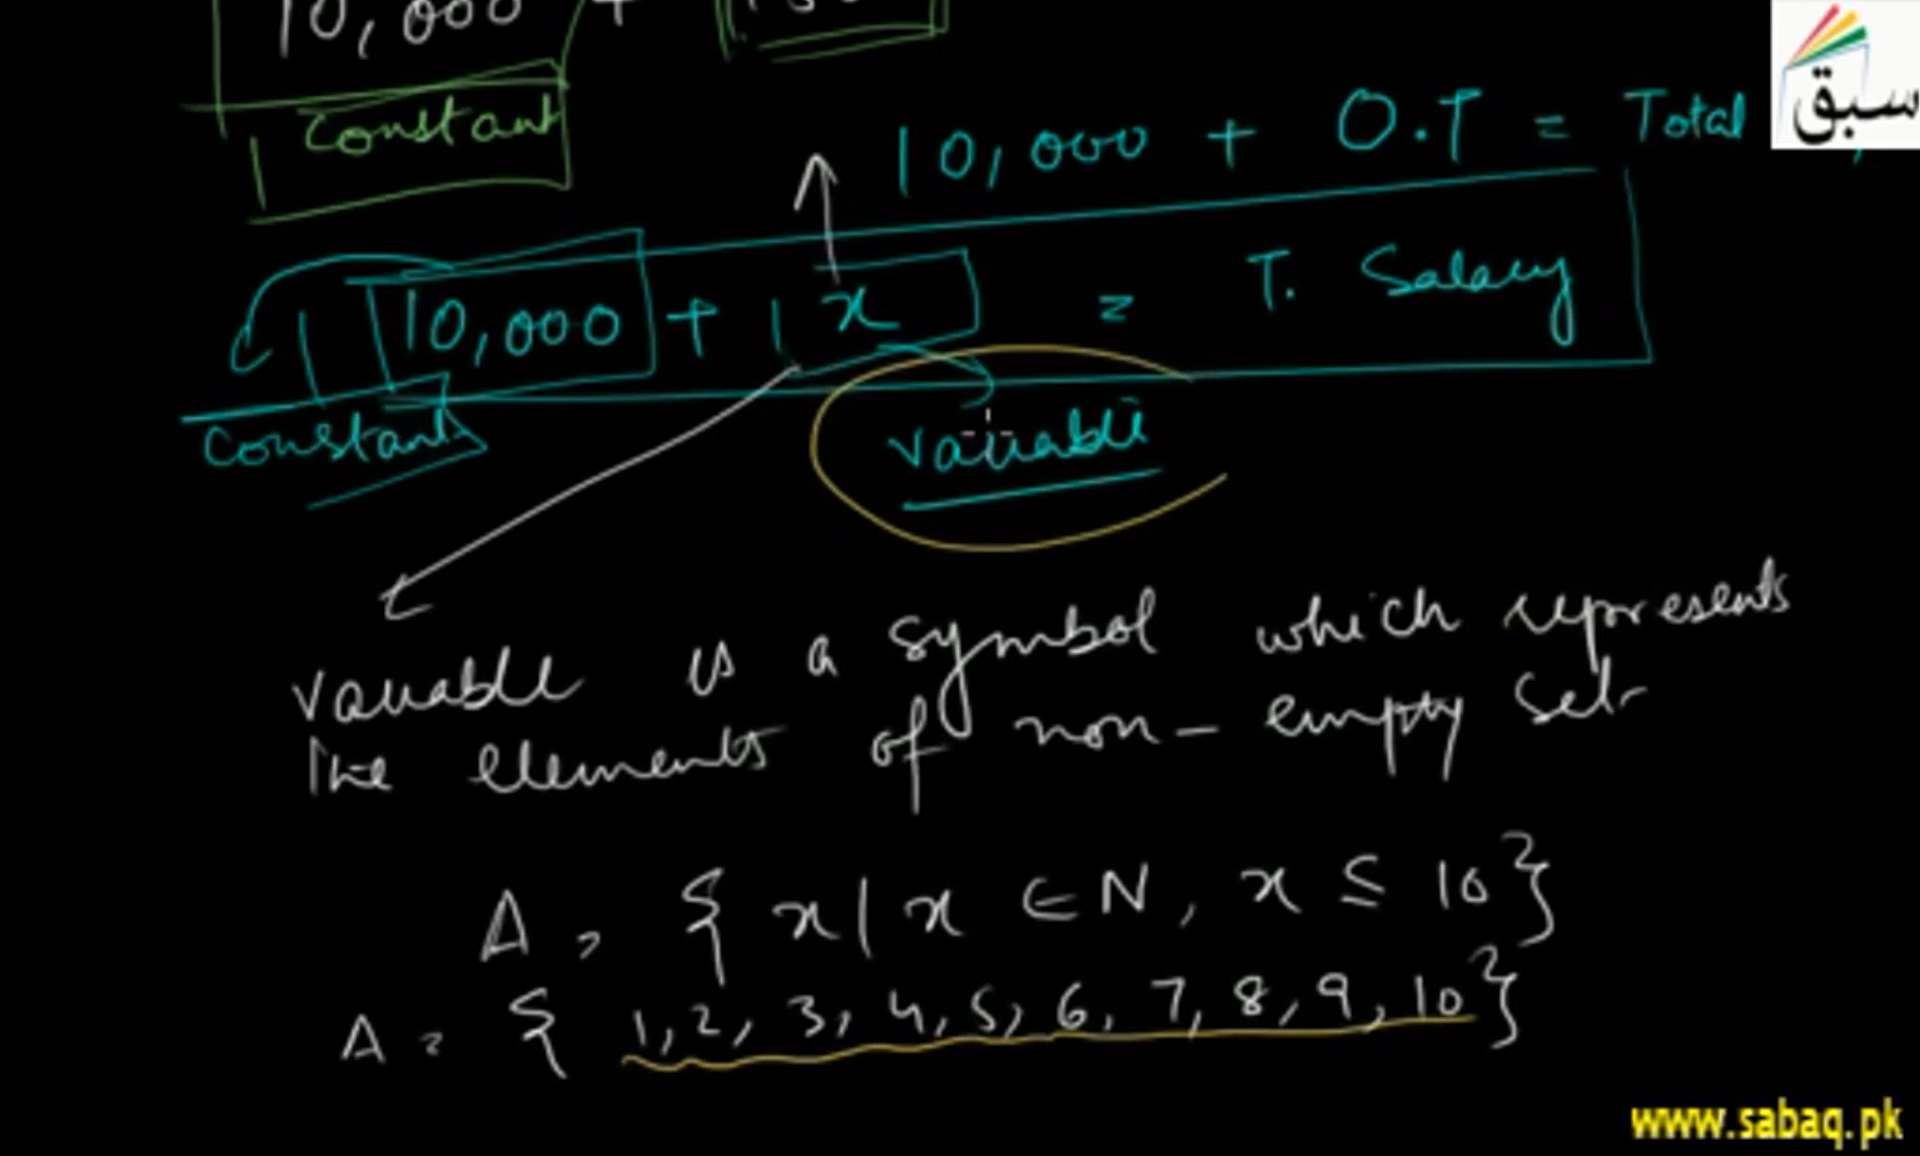 10,000 +
Constant
سبق
10,000 + O.T = Total
10,000 + x = T. Salary
Constant
variable
variable is a symbol which represents
the elements of non-empty set
A = { x | x ∈ N, x ≤ 10 }
A = { 1, 2, 3, 4, 5, 6, 7, 8, 9, 10 }
www.sabaq.pk